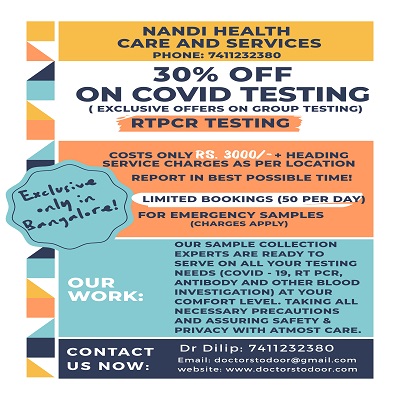 NANDI HEALTH
CARE AND SERVICES
PHONE: 7411232380
30% OFF
ON COVID TESTING
( EXCLUSIVE OFFERS ON GROUP TESTING)
RTPCR TESTING
COSTS ONLY RS. 3000/- + HEADING
SERVICE CHARGES AS PER LOCATION
REPORT IN BEST POSSIBLE TIME!
Exclusive
only in
Bangalore!
LIMITED BOOKINGS (50 PER DAY)
FOR EMERGENCY SAMPLES
(CHARGES APPLY)
OUR
WORK:
OUR SAMPLE COLLECTION
EXPERTS ARE READY TO
SERVE ON ALL YOUR TESTING
NEEDS (COVID - 19, RT PCR,
ANTIBODY AND OTHER BLOOD
INVESTIGATION) AT YOUR
COMFORT LEVEL. TAKING ALL
NECESSARY PRECAUTIONS
AND ASSURING SAFETY &
PRIVACY WITH ATMOST CARE.
CONTACT
US NOW:
Dr Dilip: 7411232380
Email: doctorstodoor@gmail.com
website: www.doctorstodoor.com